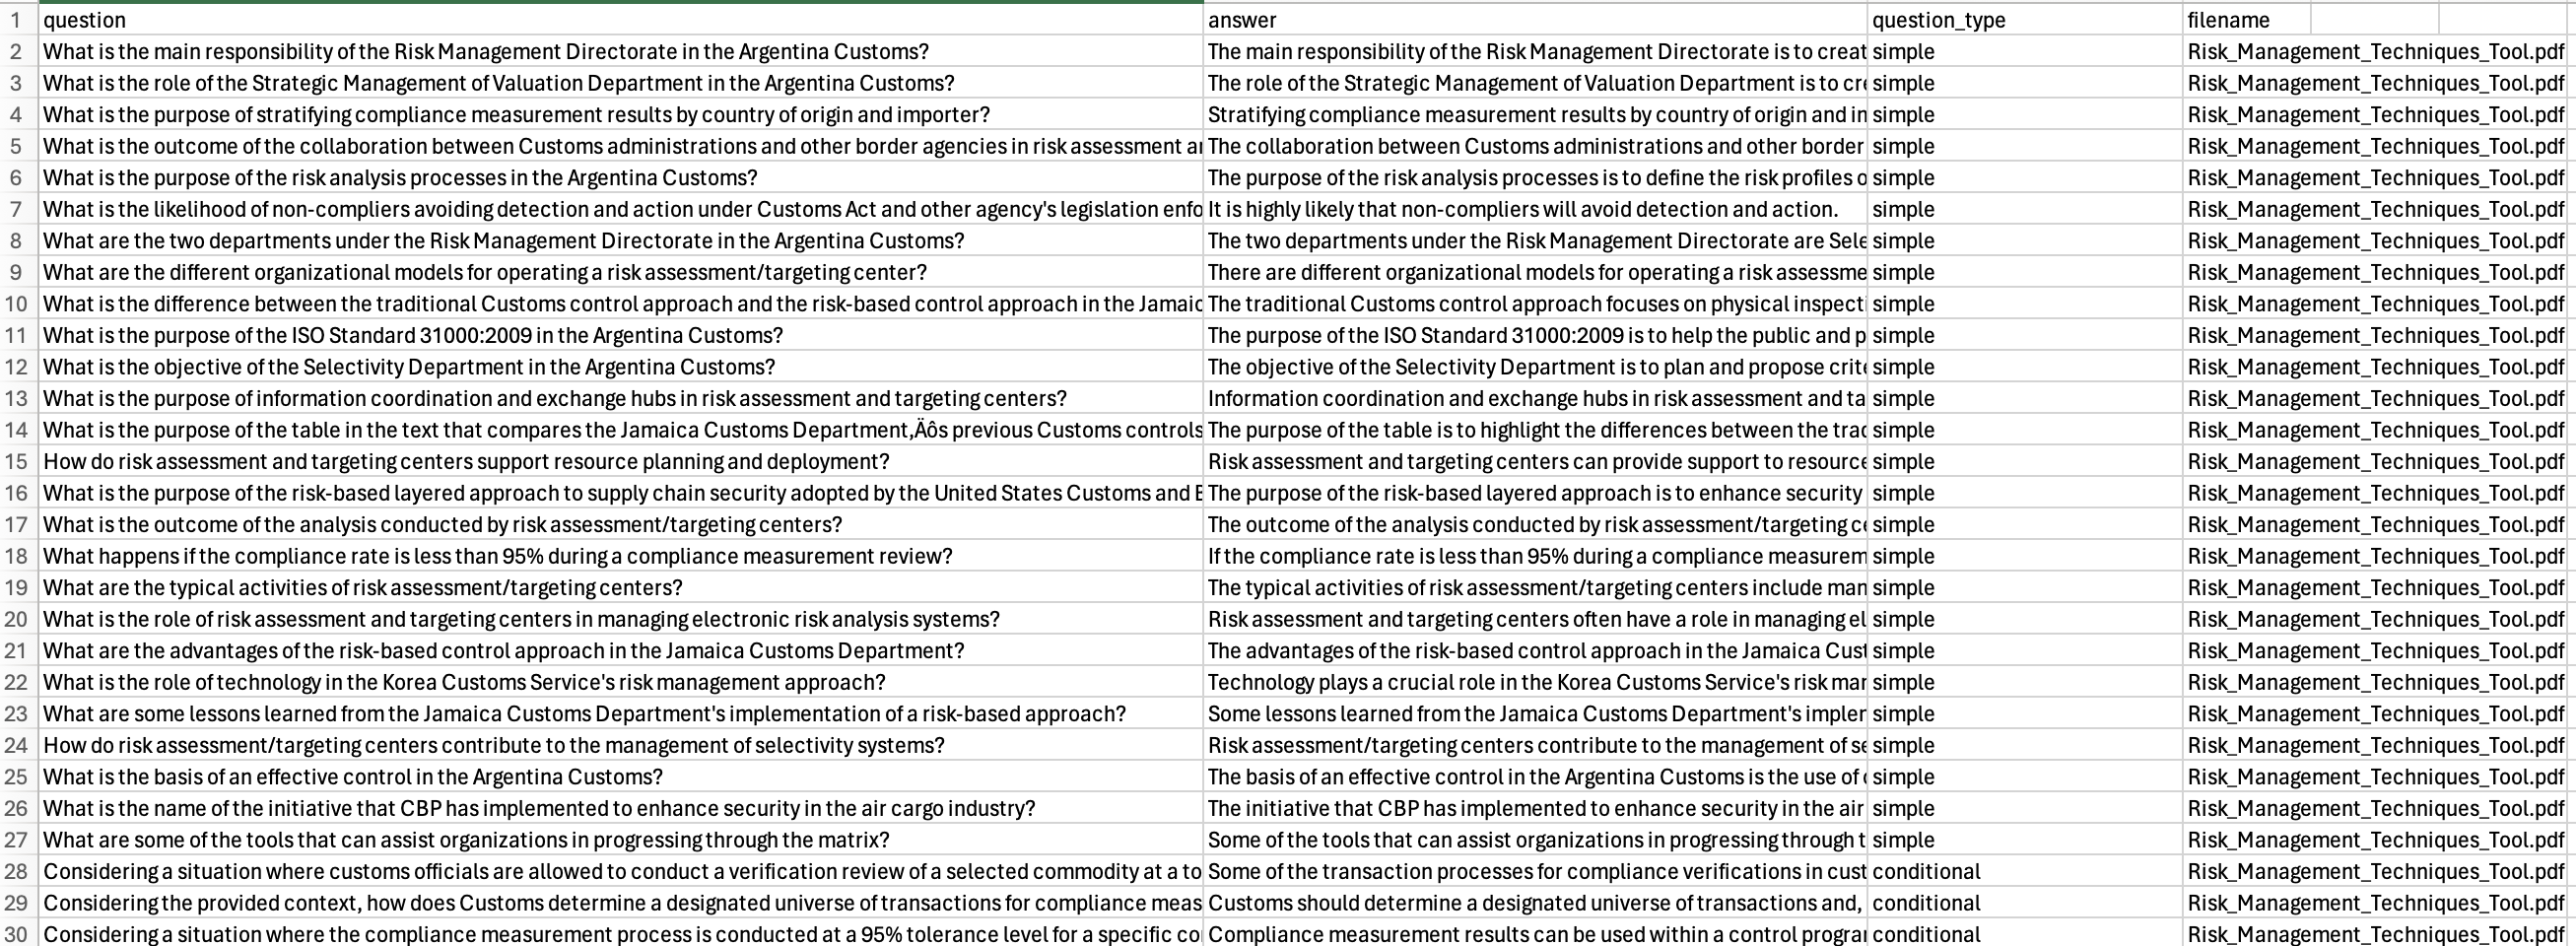 1 question answer question_type filename
2 What is the main responsibility of the Risk Management Directorate in the Argentina Customs? The main responsibility of the Risk Management Directorate is to creat simple Risk_Management_Techniques_Tool.pdf
3 What is the role of the Strategic Management of Valuation Department in the Argentina Customs? The role of the Strategic Management of Valuation Department is to cr simple Risk_Management_Techniques_Tool.pdf
4 What is the purpose of stratifying compliance measurement results by country of origin and importer? Stratifying compliance measurement results by country of origin and in simple Risk_Management_Techniques_Tool.pdf
5 What is the outcome of the collaboration between Customs administrations and other border agencies in risk assessment a The collaboration between Customs administrations and other border simple Risk_Management_Techniques_Tool.pdf
6 What is the purpose of the risk analysis processes in the Argentina Customs? The purpose of the risk analysis processes is to define the risk profiles o simple Risk_Management_Techniques_Tool.pdf
7 What is the likelihood of non-compliers avoiding detection and action under Customs Act and other agency's legislation enfo It is highly likely that non-compliers will avoid detection and action. simple Risk_Management_Techniques_Tool.pdf
8 What are the two departments under the Risk Management Directorate in the Argentina Customs? The two departments under the Risk Management Directorate are Sele simple Risk_Management_Techniques_Tool.pdf
9 What are the different organizational models for operating a risk assessment/targeting center? There are different organizational models for operating a risk assessme simple Risk_Management_Techniques_Tool.pdf
10 What is the difference between the traditional Customs control approach and the risk-based control approach in the Jamaic The traditional Customs control approach focuses on physical inspecti simple Risk_Management_Techniques_Tool.pdf
11 What is the purpose of the ISO Standard 31000:2009 in the Argentina Customs? The purpose of the ISO Standard 31000:2009 is to help the public and p simple Risk_Management_Techniques_Tool.pdf
12 What is the objective of the Selectivity Department in the Argentina Customs? The objective of the Selectivity Department is to plan and propose crite simple Risk_Management_Techniques_Tool.pdf
13 What is the purpose of information coordination and exchange hubs in risk assessment and targeting centers? Information coordination and exchange hubs in risk assessment and ta simple Risk_Management_Techniques_Tool.pdf
14 What is the purpose of the table in the text that compares the Jamaica Customs Department‚Äôs previous Customs controls The purpose of the table is to highlight the differences between the trad simple Risk_Management_Techniques_Tool.pdf
15 How do risk assessment and targeting centers support resource planning and deployment? Risk assessment and targeting centers can provide support to resource simple Risk_Management_Techniques_Tool.pdf
16 What is the purpose of the risk-based layered approach to supply chain security adopted by the United States Customs and B The purpose of the risk-based layered approach is to enhance security simple Risk_Management_Techniques_Tool.pdf
17 What is the outcome of the analysis conducted by risk assessment/targeting centers? The outcome of the analysis conducted by risk assessment/targeting ce simple Risk_Management_Techniques_Tool.pdf
18 What happens if the compliance rate is less than 95% during a compliance measurement review? If the compliance rate is less than 95% during a compliance measurem simple Risk_Management_Techniques_Tool.pdf
19 What are the typical activities of risk assessment/targeting centers? The typical activities of risk assessment/targeting centers include man simple Risk_Management_Techniques_Tool.pdf
20 What is the role of risk assessment and targeting centers in managing electronic risk analysis systems? Risk assessment and targeting centers often have a role in managing el simple Risk_Management_Techniques_Tool.pdf
21 What are the advantages of the risk-based control approach in the Jamaica Customs Department? The advantages of the risk-based control approach in the Jamaica Cust simple Risk_Management_Techniques_Tool.pdf
22 What is the role of technology in the Korea Customs Service's risk management approach? Technology plays a crucial role in the Korea Customs Service's risk mar simple Risk_Management_Techniques_Tool.pdf
23 What are some lessons learned from the Jamaica Customs Department's implementation of a risk-based approach? Some lessons learned from the Jamaica Customs Department's implen simple Risk_Management_Techniques_Tool.pdf
24 How do risk assessment/targeting centers contribute to the management of selectivity systems? Risk assessment/targeting centers contribute to the management of se simple Risk_Management_Techniques_Tool.pdf
25 What is the basis of an effective control in the Argentina Customs? The basis of an effective control in the Argentina Customs is the use of simple Risk_Management_Techniques_Tool.pdf
26 What is the name of the initiative that CBP has implemented to enhance security in the air cargo industry? The initiative that CBP has implemented to enhance security in the air simple Risk_Management_Techniques_Tool.pdf
27 What are some of the tools that can assist organizations in progressing through the matrix? Some of the tools that can assist organizations in progressing through t simple Risk_Management_Techniques_Tool.pdf
28 Considering a situation where customs officials are allowed to conduct a verification review of a selected commodity at a to Some of the transaction processes for compliance verifications in cust conditional Risk_Management_Techniques_Tool.pdf
29 Considering the provided context, how does Customs determine a designated universe of transactions for compliance meas Customs should determine a designated universe of transactions and, conditional Risk_Management_Techniques_Tool.pdf
30 Considering a situation where the compliance measurement process is conducted at a 95% tolerance level for a specific co Compliance measurement results can be used within a control progra conditional Risk_Management_Techniques_Tool.pdf